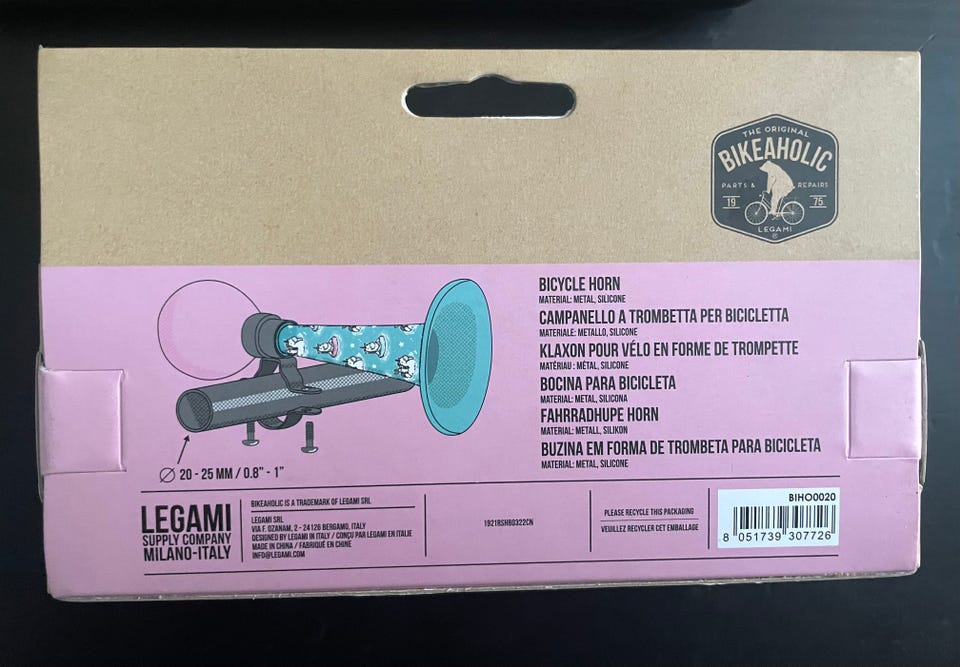 THE ORIGINAL
BIKEAHOLIC
PARTS & REPAIRS
19 75
LEGAMI
®
BICYCLE HORN
MATERIAL: METAL, SILICONE
CAMPANELLO A TROMBETTA PER BICICLETTA
MATERIALE: METALLO, SILICONE
KLAXON POUR VÉLO EN FORME DE TROMPETTE
MATÉRIAU : MÉTAL, SILICONE
BOCINA PARA BICICLETA
MATERIAL: METAL, SILICONA
FAHRRADHUPE HORN
MATERIAL: METALL, SILIKON
BUZINA EM FORMA DE TROMBETA PARA BICICLETA
MATERIAL: METAL, SILICONE
Ø 20 - 25 MM / 0.8" - 1"
LEGAMI
SUPPLY COMPANY
MILANO-ITALY
BIKEAHOLIC IS A TRADEMARK OF LEGAMI SRL
LEGAMI SRL
VIA F. OZANAM, 2 - 24126 BERGAMO, ITALY
DESIGNED BY LEGAMI IN ITALY / CONÇU PAR LEGAMI EN ITALIE
MADE IN CHINA / FABRIQUÉ EN CHINE
INFO@LEGAMI.COM
1921RSHB0322CN
PLEASE RECYCLE THIS PACKAGING
VEUILLEZ RECYCLER CET EMBALLAGE
BIHO0020
8 051739 307726